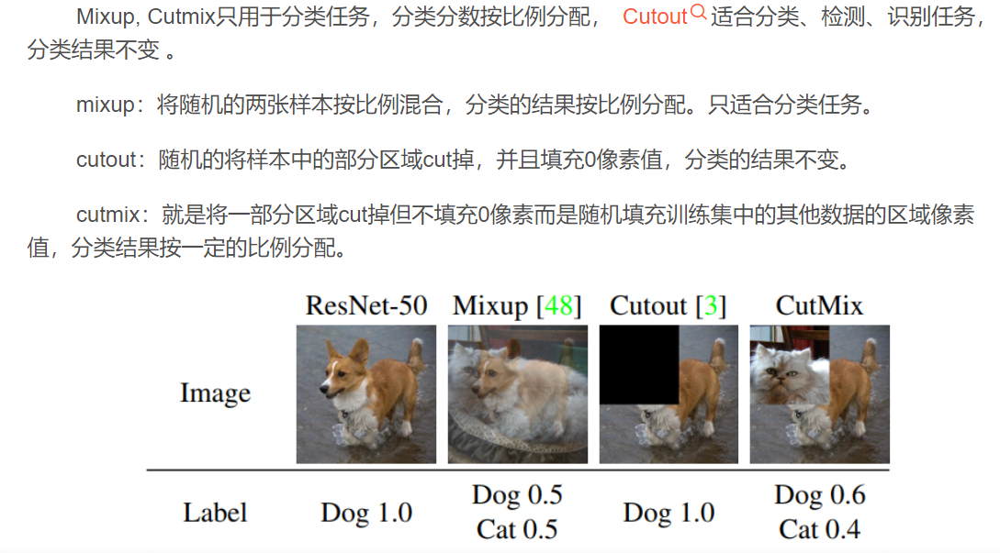 Mixup, Cutmix只用于分类任务，分类分数按比例分配， Cutout适合分类、检测、识别任务，
分类结果不变 。
mixup：将随机的两张样本按比例混合，分类的结果按比例分配。只适合分类任务。
cutout：随机的将样本中的部分区域cut掉，并且填充0像素值，分类的结果不变。
cutmix：就是将一部分区域cut掉但不填充0像素而是随机填充训练集中的其他数据的区域像素
值，分类结果按一定的比例分配。
ResNet-50 Mixup [48] Cutout [3] CutMix
Image
Label Dog 1.0 Dog 0.5 Dog 1.0 Dog 0.6
Cat 0.5 Cat 0.4